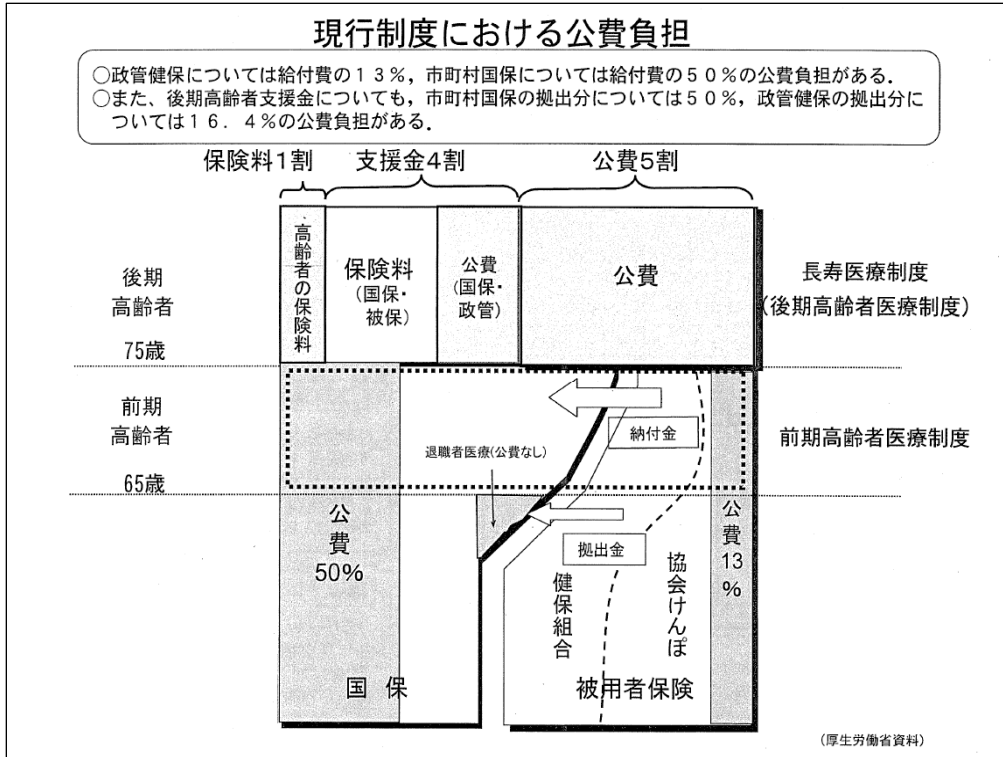 現行制度における公費負担
○政管健保については給付費の13%，市町村国保については給付費の50%の公費負担がある．
○また、後期高齢者支援金についても，市町村国保の拠出分については50%，政管健保の拠出分に
ついては16．4%の公費負担がある．
保険料1割
支援金4割
公費5割
後期
高齢者
75歳
高齢者の保険料
保険料
(国保・
被保)
公費
(国保・
政管)
公費
長寿医療制度
(後期高齢者医療制度)
前期
高齢者
65歳
納付金
退職者医療(公費なし)
前期高齢者医療制度
公
費
50%
拠出金
健保組合
協会けんぽ
公
費
13
%
国 保
被用者保険
(厚生労働省資料)